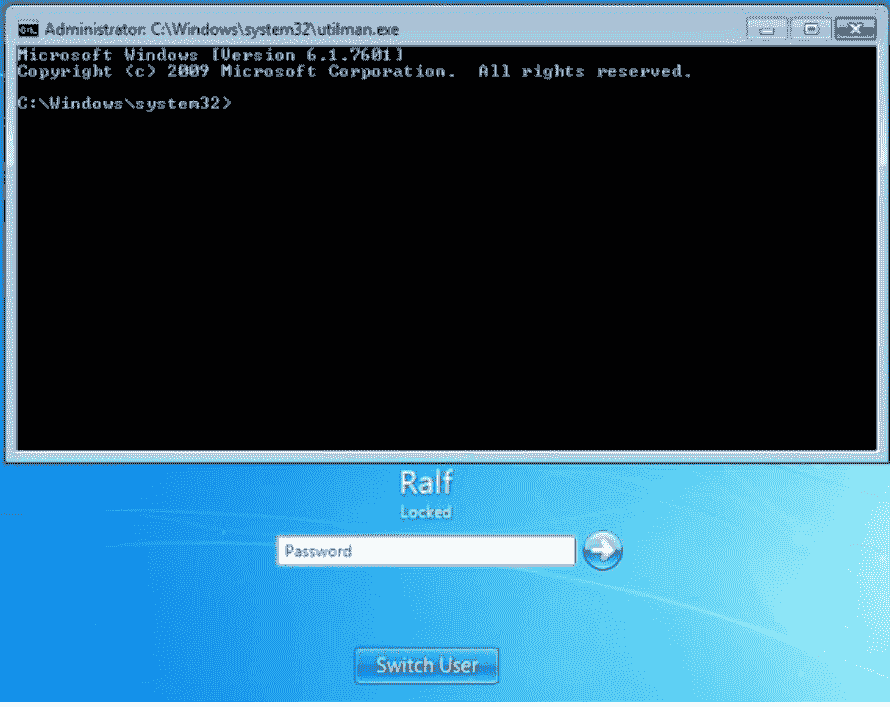 Administrator: C:\Windows\system32\utilman.exe
Microsoft Windows [Version 6.1.7601]
Copyright (c) 2009 Microsoft Corporation.  All rights reserved.
C:\Windows\system32>
Ralf
Locked
Password
Switch User